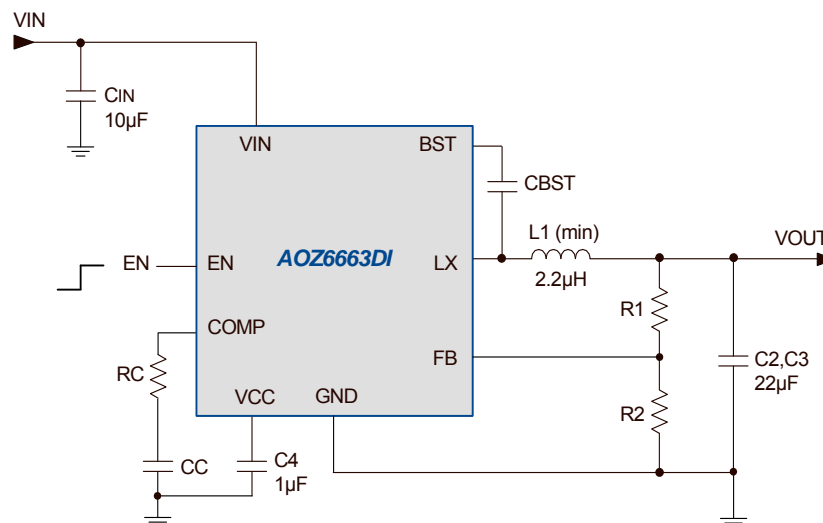 VIN
CIN
10µF
VIN
BST
CBST
L1 (min)
2.2µH
VOUT
EN
EN
AOZ6663DI
LX
COMP
R1
FB
C2,C3
22µF
RC
VCC
GND
R2
CC
C4
1µF